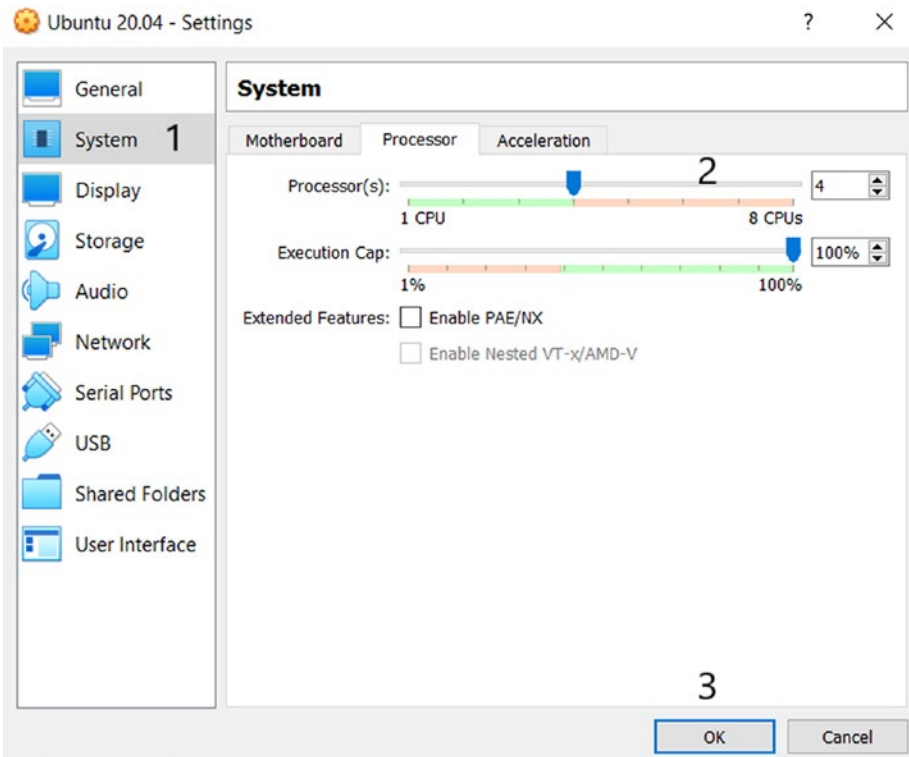 Ubuntu 20.04 - Settings ? ×
General
System 1
Display
Storage
Audio
Network
Serial Ports
USB
Shared Folders
User Interface
System
Motherboard Processor Acceleration
2
Processor(s): 4
1 CPU 8 CPUs
Execution Cap: 100%
1% 100%
Extended Features: Enable PAE/NX
Enable Nested VT-x/AMD-V
3
OK Cancel